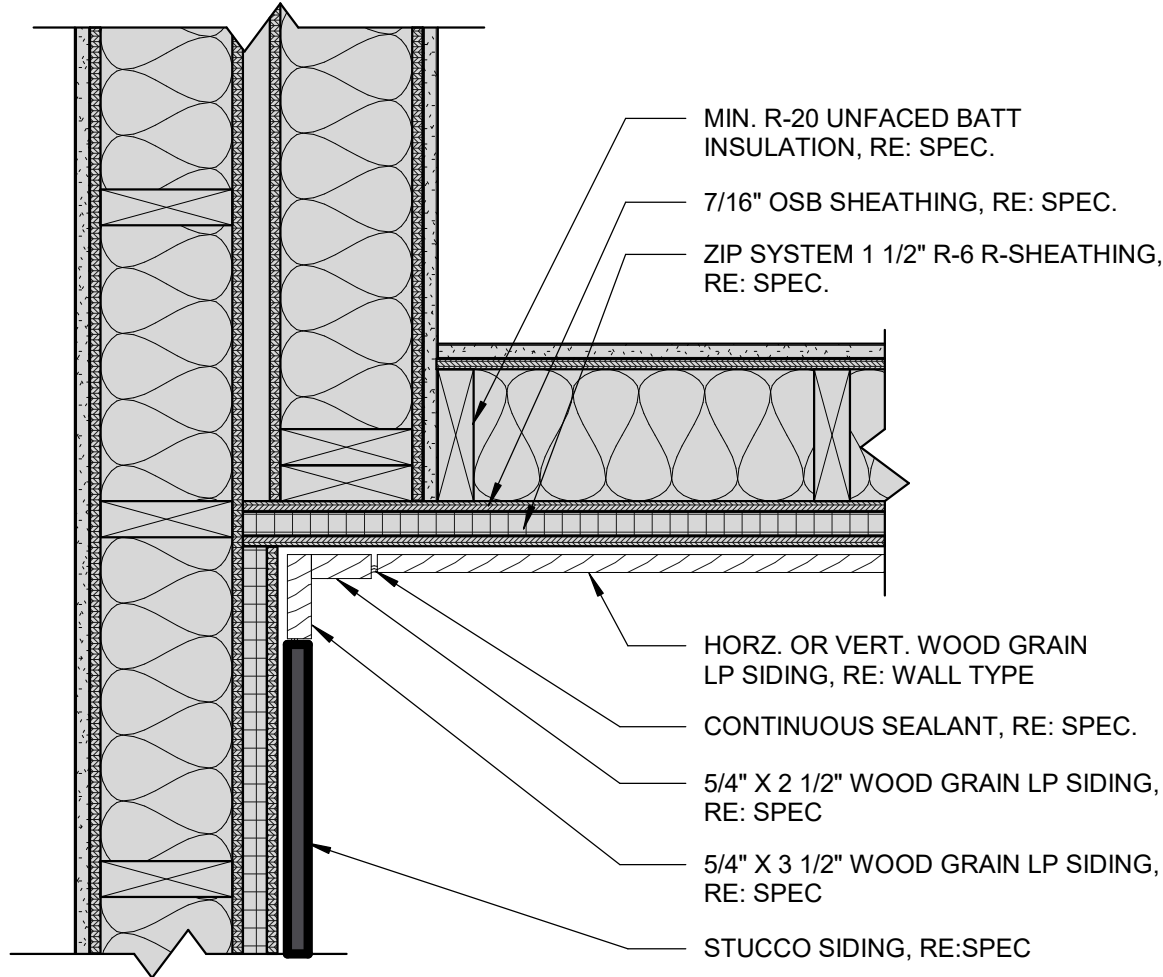 MIN. R-20 UNFACED BATT
INSULATION, RE: SPEC.
7/16" OSB SHEATHING, RE: SPEC.
ZIP SYSTEM 1 1/2" R-6 R-SHEATHING,
RE: SPEC.
HORZ. OR VERT. WOOD GRAIN
LP SIDING, RE: WALL TYPE
CONTINUOUS SEALANT, RE: SPEC.
5/4" X 2 1/2" WOOD GRAIN LP SIDING,
RE: SPEC
5/4" X 3 1/2" WOOD GRAIN LP SIDING,
RE: SPEC
STUCCO SIDING, RE:SPEC